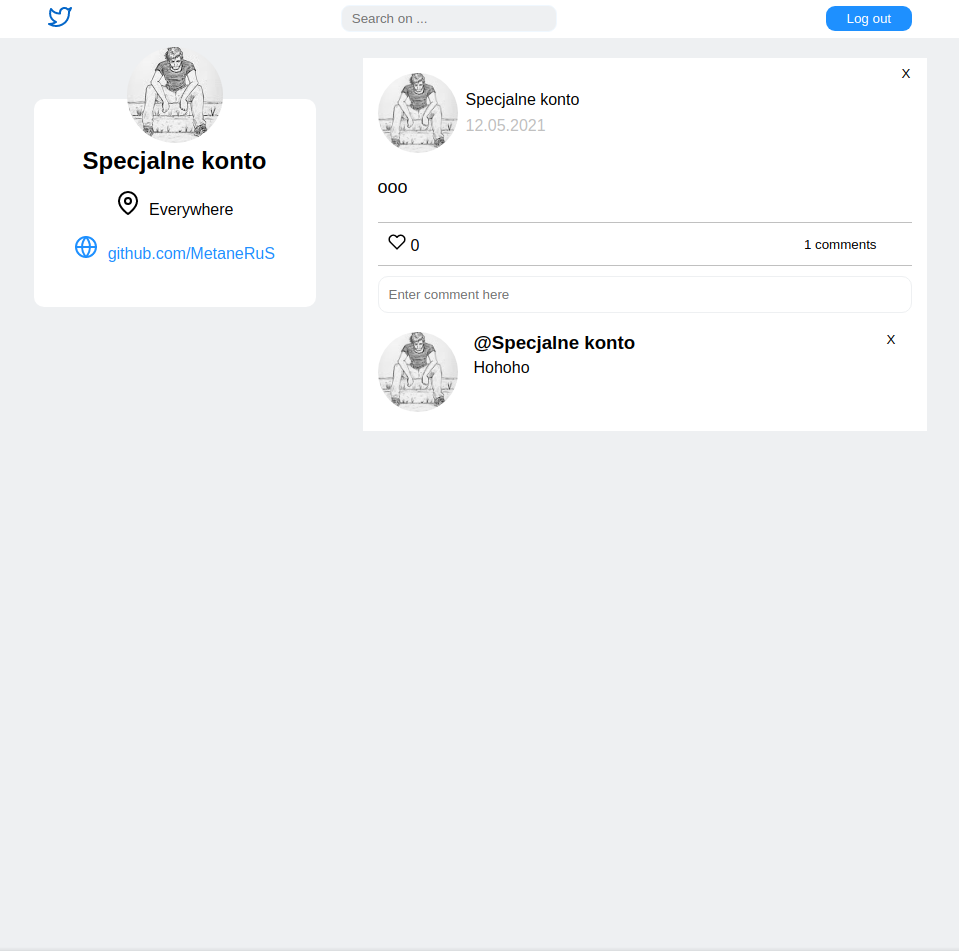 Search on ...
Log out
Specjalne konto
Everywhere
github.com/MetaneRuS
X
Specjalne konto
12.05.2021
ooo
0
1 comments
Enter comment here
@Specjalne konto
X
Hohoho